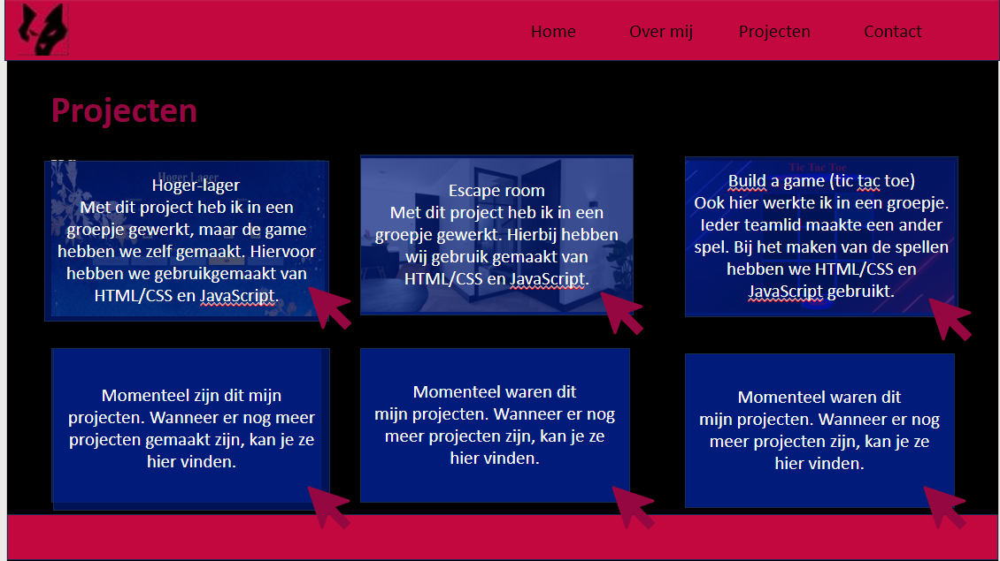 Home Over mij Projecten Contact
Projecten
Hoger Lager
Hoger-lager
Met dit project heb ik in een
groepje gewerkt, maar de game
hebben we zelf gemaakt. Hiervoor
hebben we gebruikgemaakt van
HTML/CSS en JavaScript.
Escape room
Met dit project heb ik in een
groepje gewerkt. Hierbij hebben
wij gebruik gemaakt van
HTML/CSS en JavaScript.
Tic Tac Toe
Build a game (tic tac toe)
Ook hier werkte ik in een groepje.
Ieder teamlid maakte een ander
spel. Bij het maken van de spellen
hebben we HTML/CSS en
JavaScript gebruikt.
Momenteel zijn dit mijn
projecten. Wanneer er nog meer
projecten gemaakt zijn, kan je ze
hier vinden.
Momenteel waren dit
mijn projecten. Wanneer er nog
meer projecten zijn, kan je ze
hier vinden.
Momenteel waren dit
mijn projecten. Wanneer er nog
meer projecten zijn, kan je ze
hier vinden.